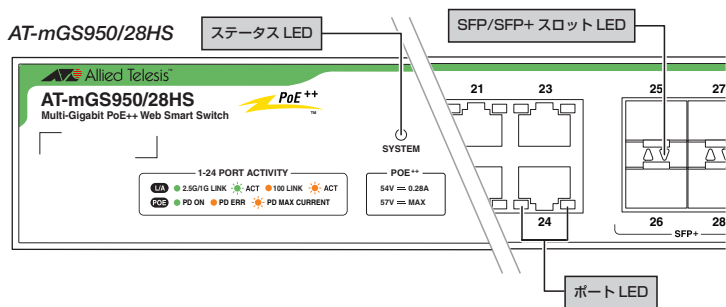 AT-mGS950/28HS
ステータス LED
SFP/SFP+ スロット LED
Allied Telesis™
AT-mGS950/28HS
Multi-Gigabit PoE++ Web Smart Switch
PoE++ ™
SYSTEM
21 23 25 27
1-24 PORT ACTIVITY
L/A 2.5G/1G LINK ACT 100 LINK ACT
POE PD ON PD ERR PD MAX CURRENT
POE++
54V ⎓ 0.28A
57V ⎓ MAX
24 26 28
SFP+
ポート LED